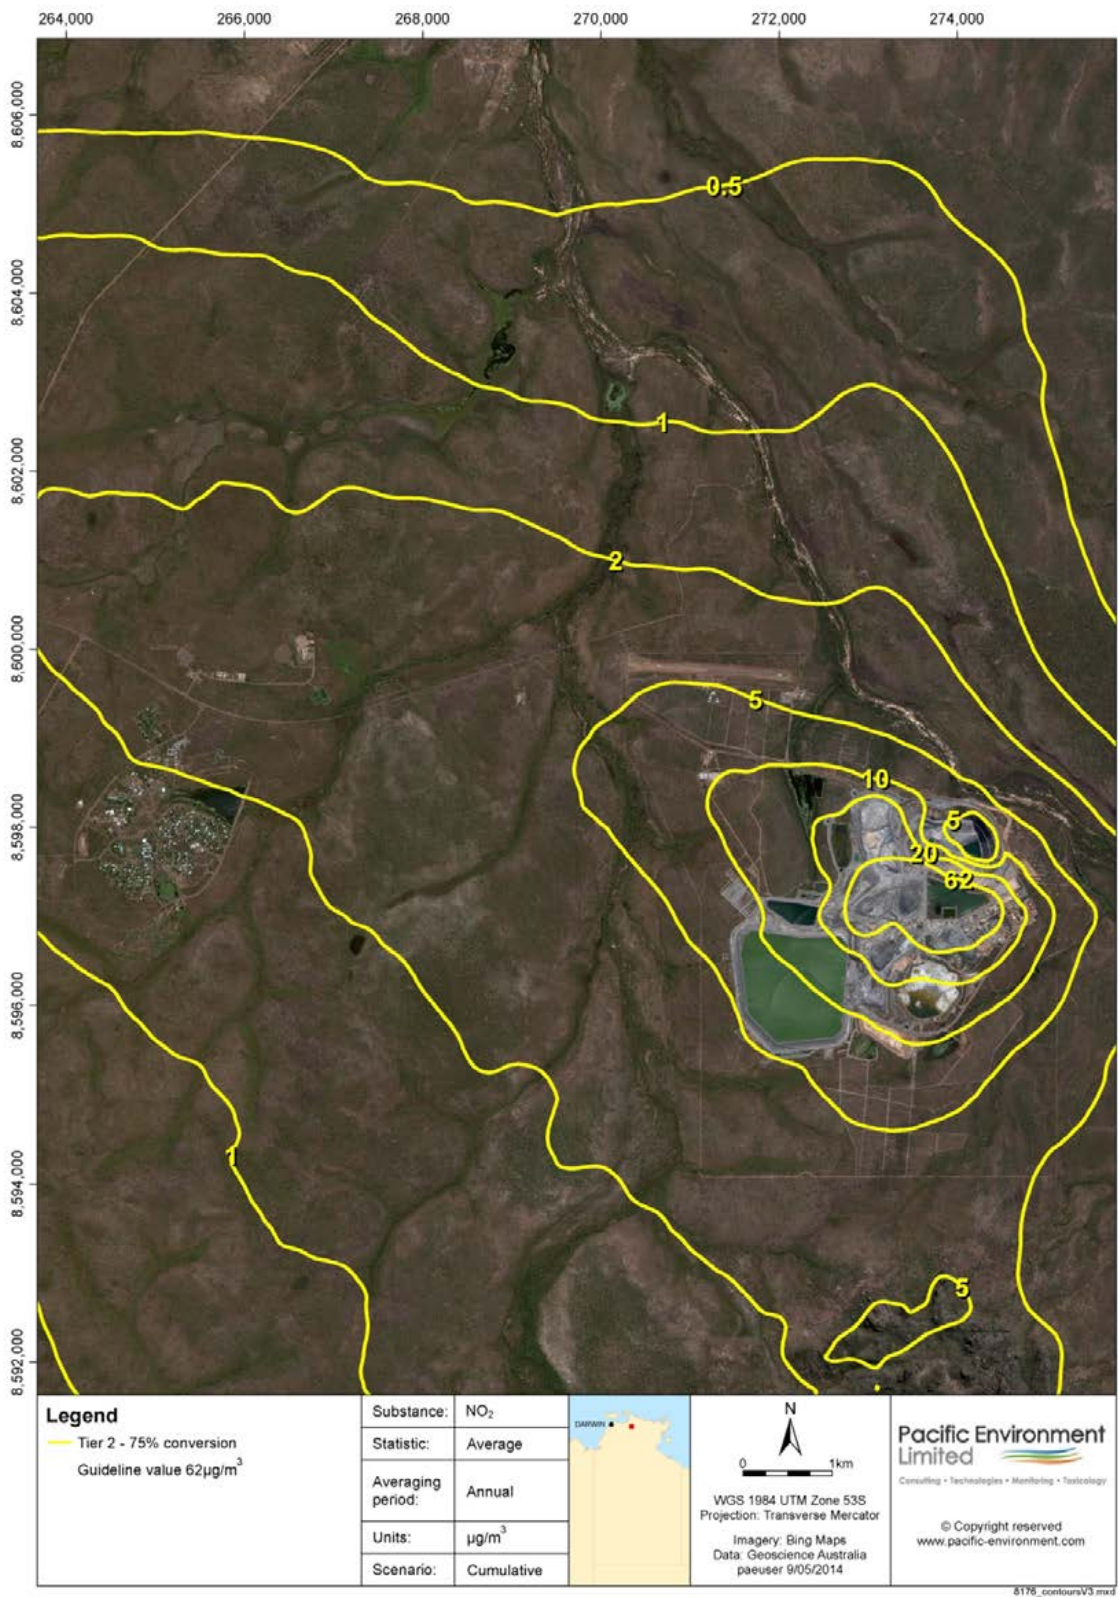 264,000 266,000 268,000 270,000 272,000 274,000
8,606,000
8,604,000
8,602,000
8,600,000
8,598,000
8,596,000
8,594,000
8,592,000
0.5
1
2
5
10
5
20
62
1
5
Legend
Tier 2 - 75% conversion
Guideline value 62µg/m³
Substance: NO₂
Statistic: Average
Averaging period: Annual
Units: µg/m³
Scenario: Cumulative
DARWIN
N
0 1km
WGS 1984 UTM Zone 53S
Projection: Transverse Mercator
Imagery: Bing Maps
Data: Geoscience Australia
paeuser 9/05/2014
Pacific Environment
Limited
Consulting • Technologies • Monitoring • Toxicology
© Copyright reserved
www.pacific-environment.com
8176_contoursV3.mxd